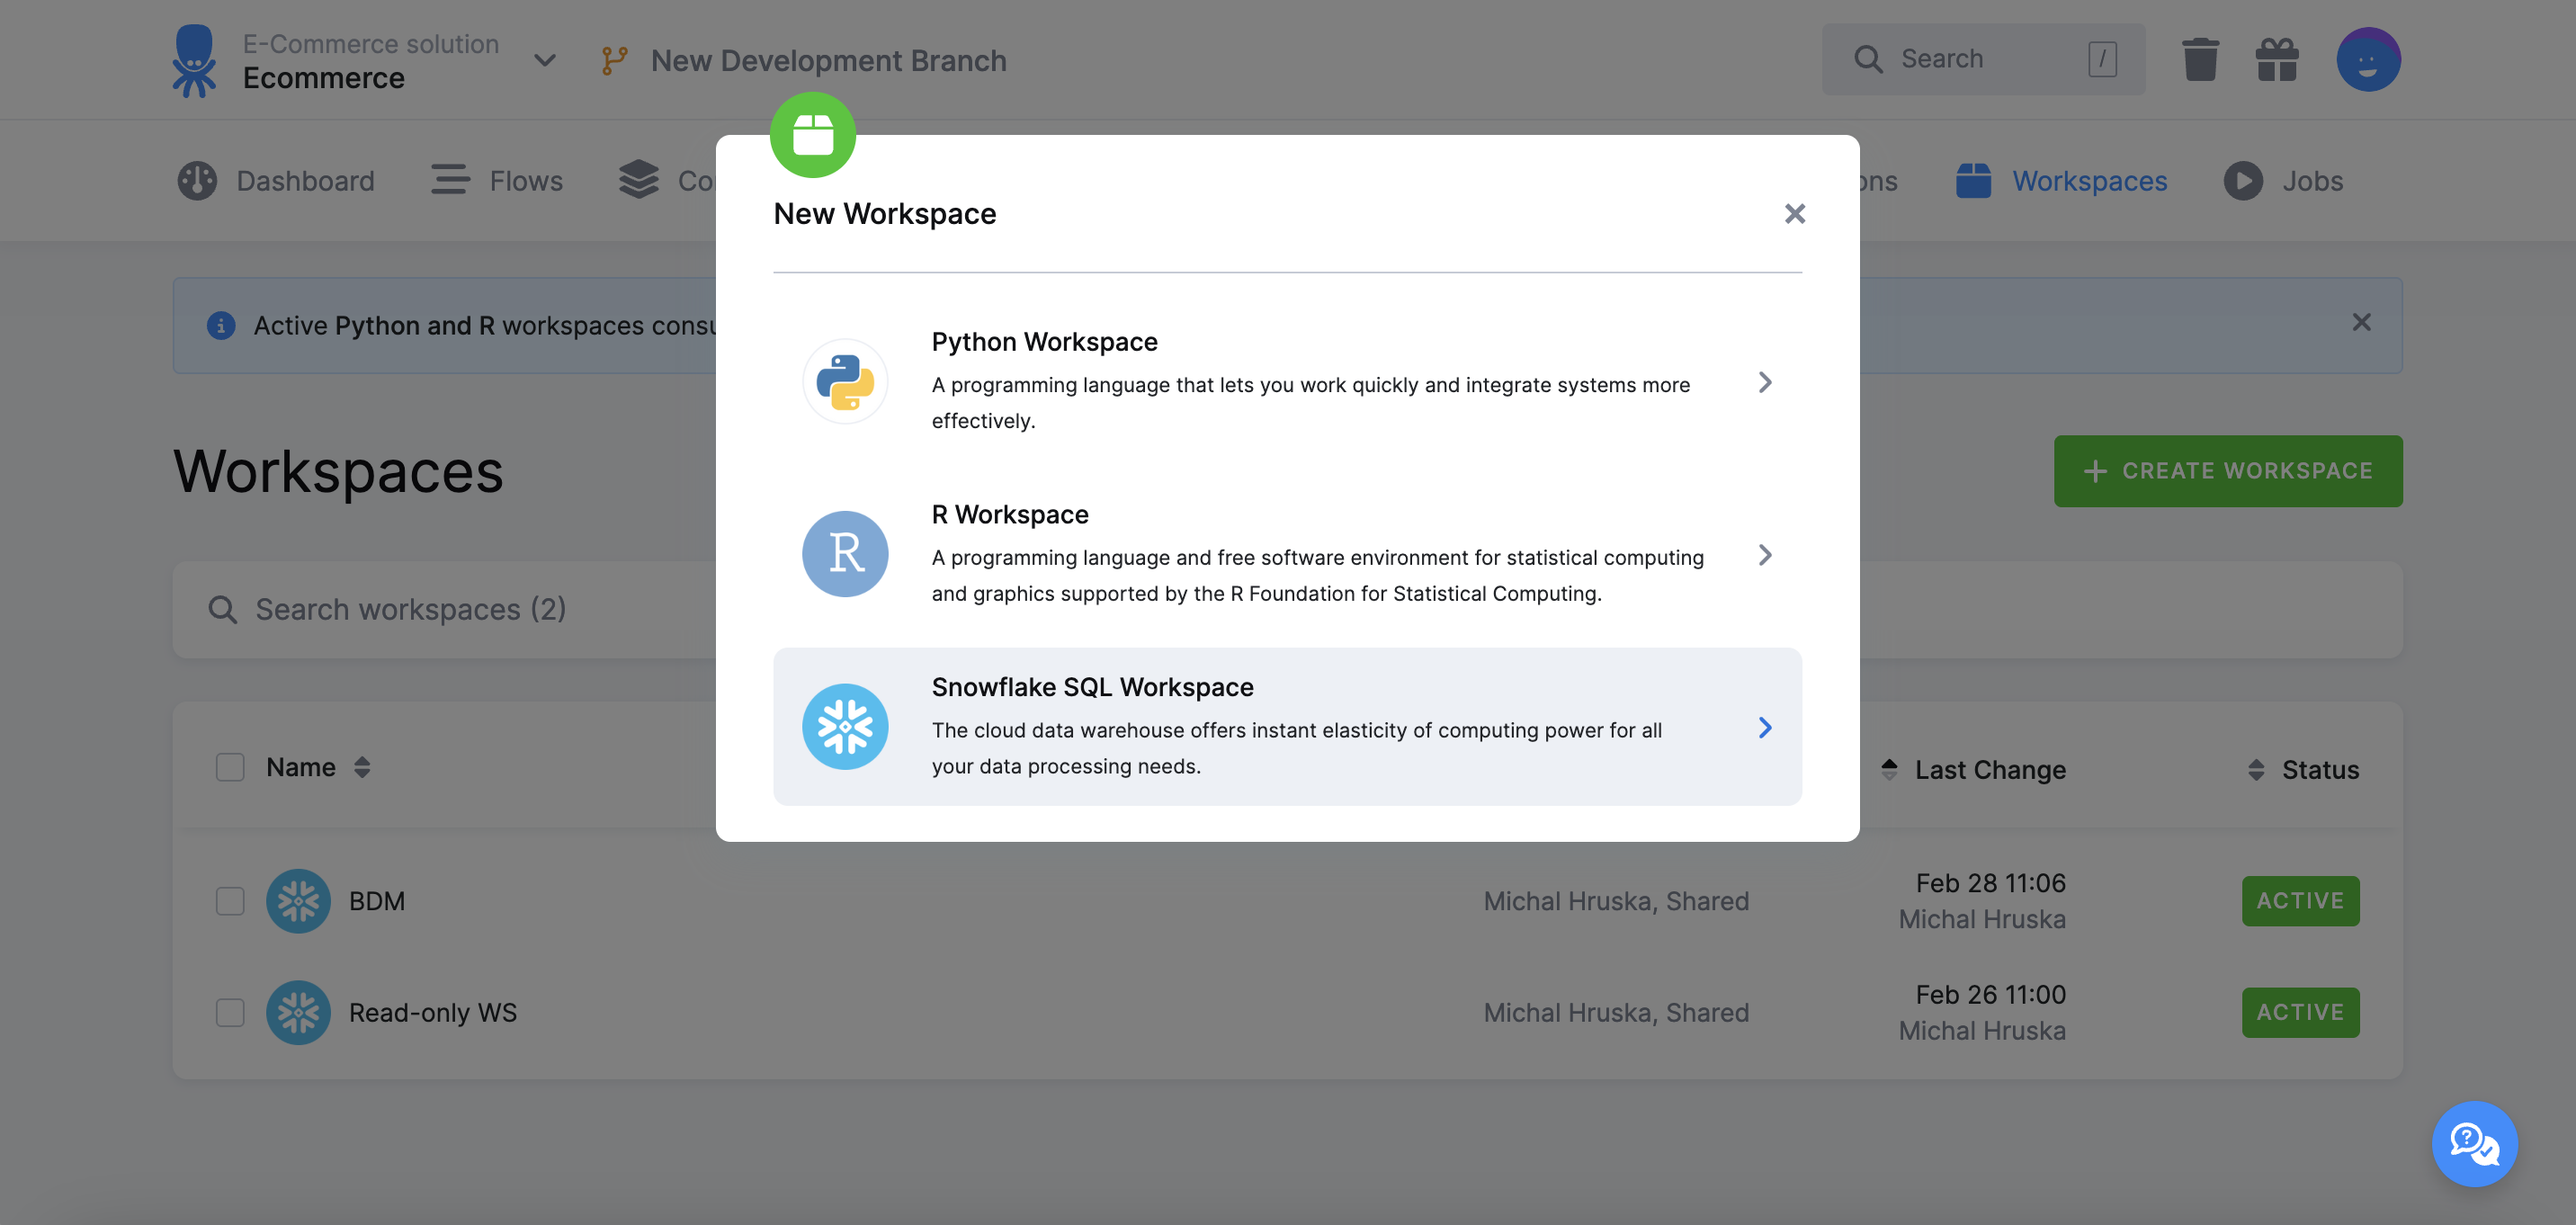 E-Commerce solution
Ecommerce
New Development Branch
Search /
Dashboard
Flows
Workspaces
Jobs
New Workspace
Active Python and R workspaces
Python Workspace
A programming language that lets you work quickly and integrate systems more
effectively.
Workspaces
CREATE WORKSPACE
R Workspace
A programming language and free software environment for statistical computing
and graphics supported by the R Foundation for Statistical Computing.
Search workspaces (2)
Snowflake SQL Workspace
The cloud data warehouse offers instant elasticity of computing power for all
your data processing needs.
Name
Last Change
Status
BDM
Michal Hruska, Shared
Feb 28 11:06
Michal Hruska
ACTIVE
Read-only WS
Michal Hruska, Shared
Feb 26 11:00
Michal Hruska
ACTIVE